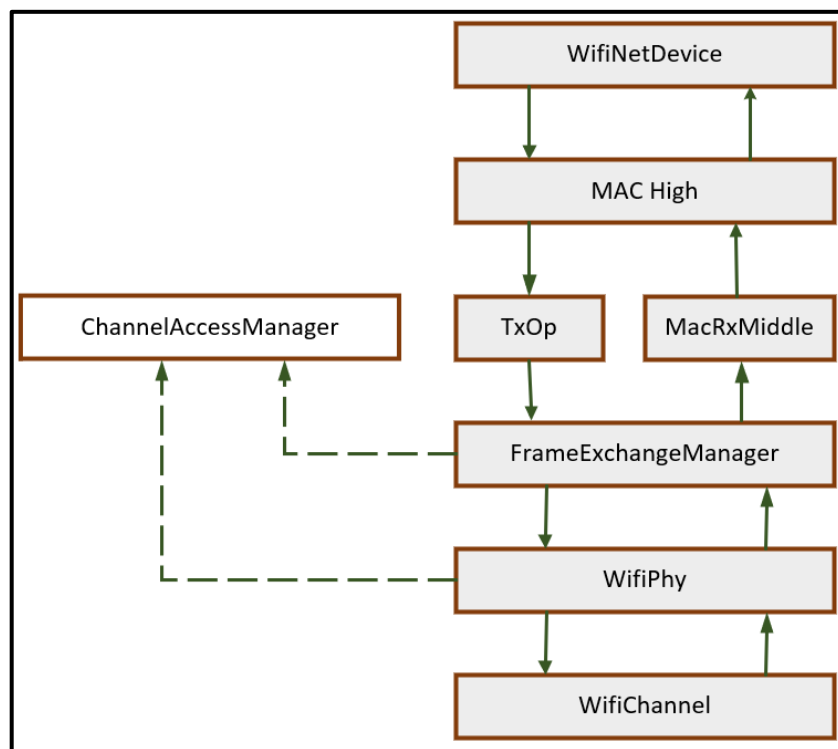 WifiNetDevice
MAC High
ChannelAccessManager
TxOp
MacRxMiddle
FrameExchangeManager
WifiPhy
WifiChannel